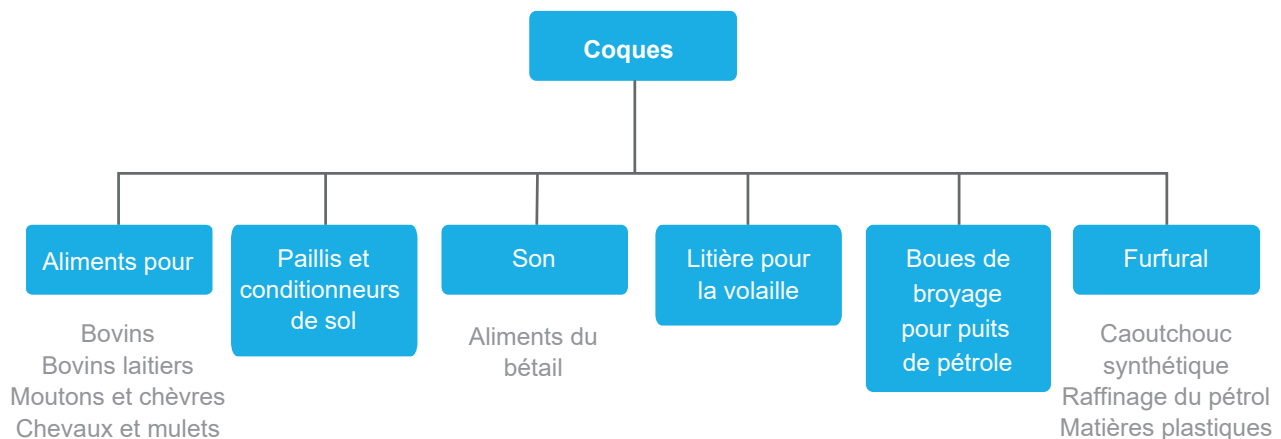 Coques
Aliments pour
Bovins
Bovins laitiers
Moutons et chèvres
Chevaux et mulets
Paillis et
conditionneurs
de sol
Son
Aliments du
bétail
Litière pour
la volaille
Boues de
broyage
pour puits
de pétrole
Furfural
Caoutchouc
synthétique
Raffinage du pétrol
Matières plastiques